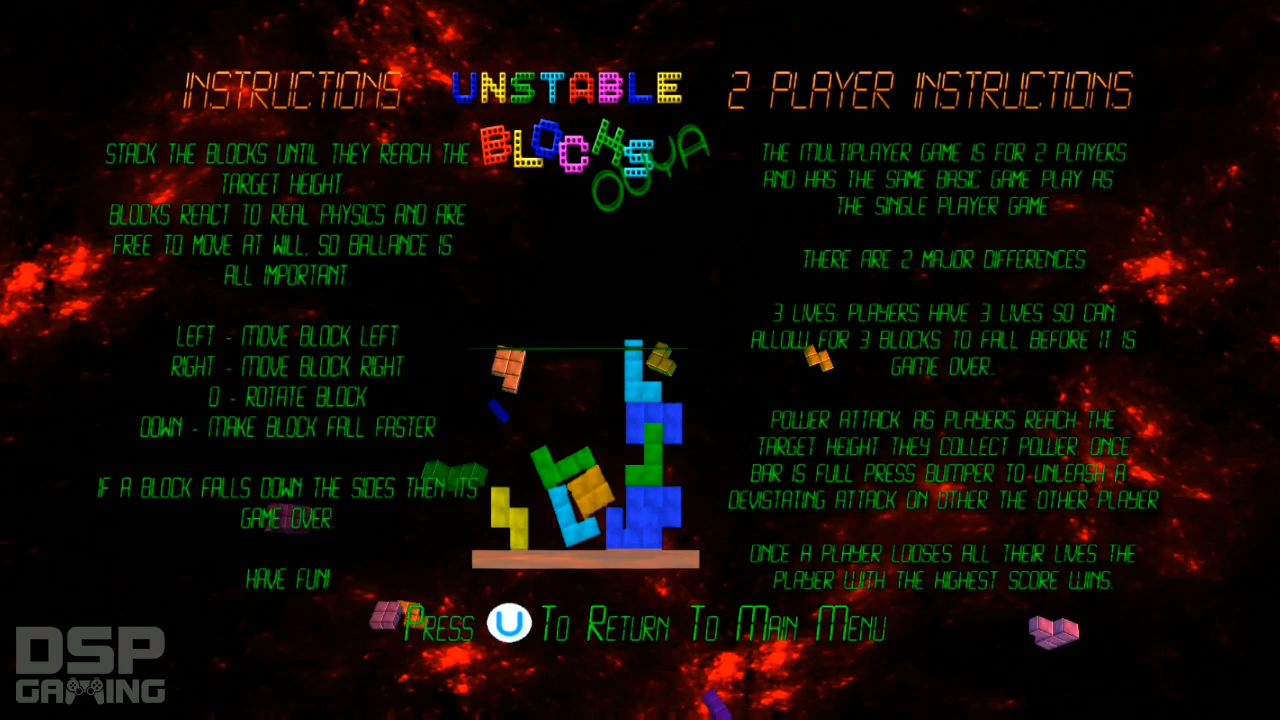 INSTRUCTIONS
STACK THE BLOCKS UNTIL THEY REACH THE
TARGET HEIGHT.
BLOCKS REACT TO REAL PHYSICS AND ARE
FREE TO MOVE AT WILL, SO BALLANCE IS
ALL IMPORTANT.
LEFT - MOVE BLOCK LEFT
RIGHT - MOVE BLOCK RIGHT
O - ROTATE BLOCK
DOWN - MAKE BLOCK FALL FASTER
IF A BLOCK FALLS DOWN THE SIDES THEN ITS
GAME OVER.
HAVE FUN!
UNSTABLE
BLOCKS
OUYA
2 PLAYER INSTRUCTIONS
THE MULTIPLAYER GAME IS FOR 2 PLAYERS
AND HAS THE SAME BASIC GAME PLAY AS
THE SINGLE PLAYER GAME.
THERE ARE 2 MAJOR DIFFERENCES
3 LIVES: PLAYERS HAVE 3 LIVES SO CAN
ALLOW FOR 3 BLOCKS TO FALL BEFORE IT IS
GAME OVER..
POWER ATTACK: AS PLAYERS REACH THE
TARGET HEIGHT THEY COLLECT POWER. ONCE
BAR IS FULL PRESS BUMPER TO UNLEASH A
DEVISTATING ATTACK ON OTHER THE OTHER PLAYER
ONCE A PLAYER LOOSES ALL THEIR LIVES THE
PLAYER WITH THE HIGHEST SCORE WINS.
PRESS U TO RETURN TO MAIN MENU
DSP
GAMING